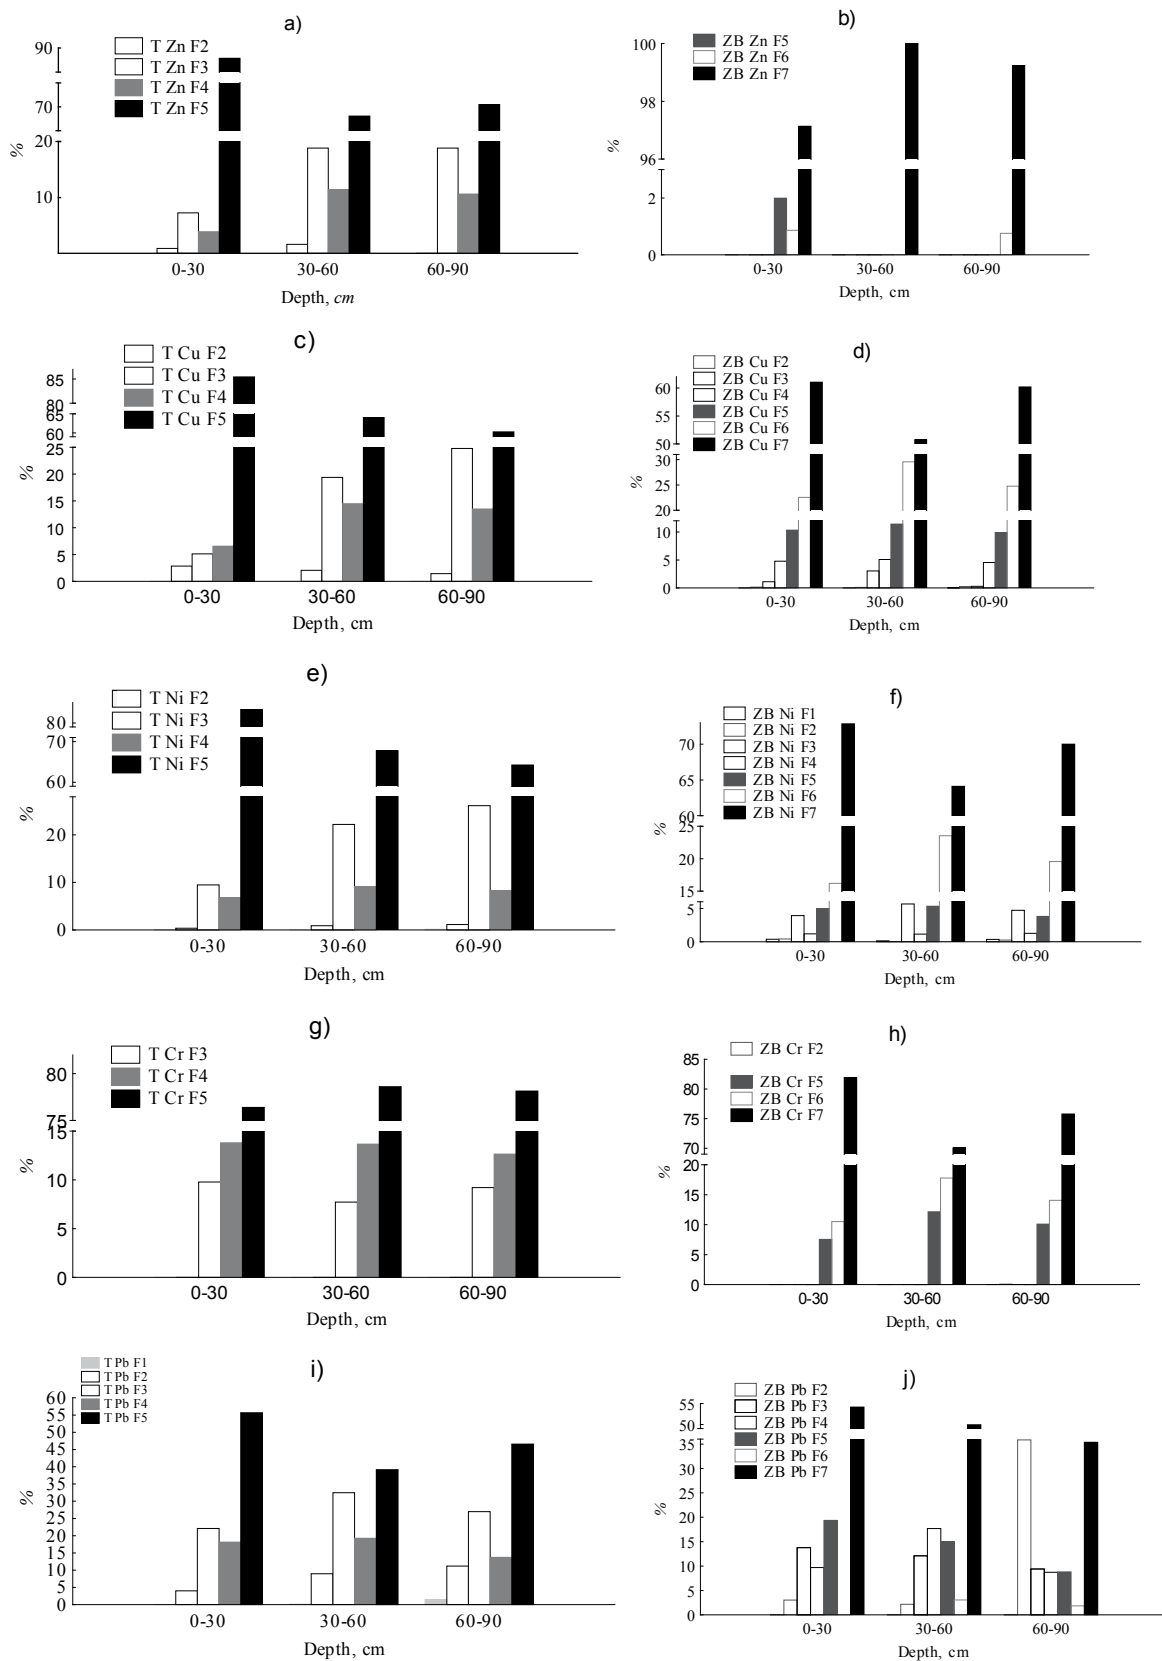 a)
T Zn F2
T Zn F3
T Zn F4
T Zn F5
90
70
20
10
%
0-30
30-60
60-90
Depth, cm
b)
ZB Zn F5
ZB Zn F6
ZB Zn F7
100
98
96
2
0
%
0-30
30-60
60-90
Depth, cm
c)
T Cu F2
T Cu F3
T Cu F4
T Cu F5
85
80
65
60
25
20
15
10
5
0
%
0-30
30-60
60-90
Depth, cm
d)
ZB Cu F2
ZB Cu F3
ZB Cu F4
ZB Cu F5
ZB Cu F6
ZB Cu F7
60
55
50
30
25
20
10
5
0
%
0-30
30-60
60-90
Depth, cm
e)
T Ni F2
T Ni F3
T Ni F4
T Ni F5
80
70
60
20
10
0
%
0-30
30-60
60-90
Depth, cm
f)
ZB Ni F1
ZB Ni F2
ZB Ni F3
ZB Ni F4
ZB Ni F5
ZB Ni F6
ZB Ni F7
70
65
60
25
20
15
5
0
%
0-30
30-60
60-90
Depth, cm
g)
T Cr F3
T Cr F4
T Cr F5
80
75
15
10
5
0
%
0-30
30-60
60-90
Depth, cm
h)
ZB Cr F2
ZB Cr F5
ZB Cr F6
ZB Cr F7
85
80
75
70
20
15
10
5
0
%
0-30
30-60
60-90
Depth, cm
i)
T Pb F1
T Pb F2
T Pb F3
T Pb F4
T Pb F5
60
55
50
45
40
35
30
25
20
15
10
5
0
%
0-30
30-60
60-90
Depth, cm
j)
ZB Pb F2
ZB Pb F3
ZB Pb F4
ZB Pb F5
ZB Pb F6
ZB Pb F7
55
50
35
30
25
20
15
10
5
0
%
0-30
30-60
60-90
Depth, cm